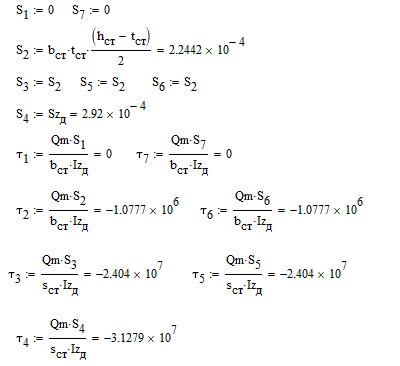 S₁ := 0   S₇ := 0
S₂ := b_ст·t_ст·(h_ст − t_ст)/2 = 2.2442 × 10⁻⁴
S₃ := S₂   S₅ := S₂   S₆ := S₂
S₄ := Sz_д = 2.92 × 10⁻⁴
τ₁ := Qm·S₁/(b_ст·Iz_д) = 0   τ₇ := Qm·S₇/(b_ст·Iz_д) = 0
τ₂ := Qm·S₂/(b_ст·Iz_д) = −1.0777 × 10⁶   τ₆ := Qm·S₆/(b_ст·Iz_д) = −1.0777 × 10⁶
τ₃ := Qm·S₃/(s_ст·Iz_д) = −2.404 × 10⁷   τ₅ := Qm·S₅/(s_ст·Iz_д) = −2.404 × 10⁷
τ₄ := Qm·S₄/(s_ст·Iz_д) = −3.1279 × 10⁷